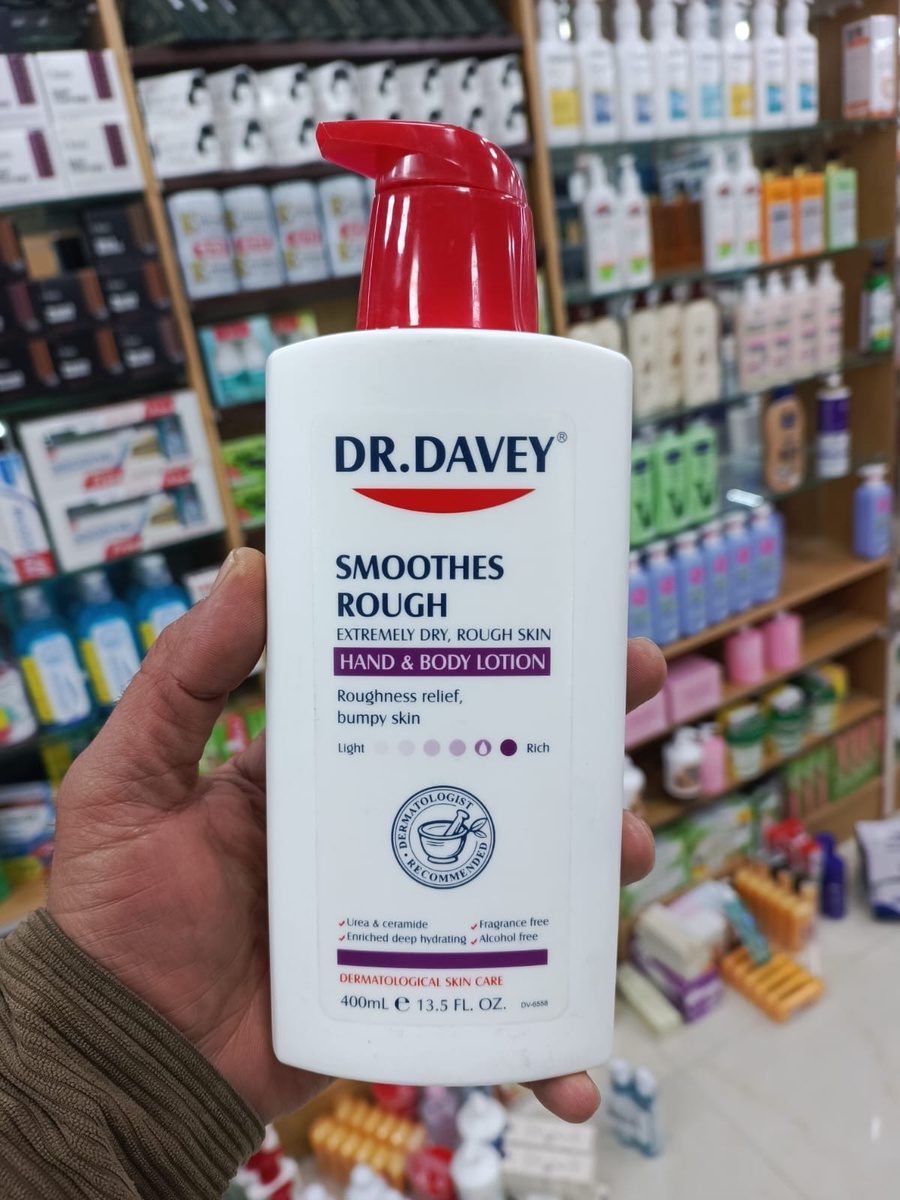 DR.DAVEY®
SMOOTHES
ROUGH
EXTREMELY DRY, ROUGH SKIN
HAND & BODY LOTION
Roughness relief,
bumpy skin
Light Rich
DERMATOLOGIST
• RECOMMENDED •
Urea & ceramide Fragrance free
Enriched deep hydrating Alcohol free
DERMATOLOGICAL SKIN CARE
400mL ℮ 13.5 FL. OZ. DV-6558